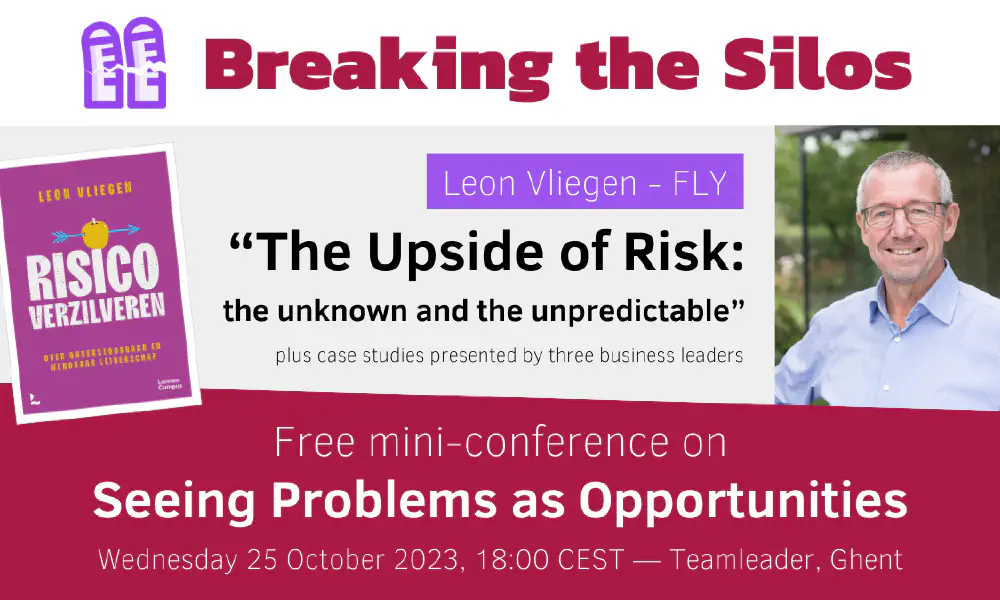 Breaking the Silos
LEON VLIEGEN
RISICO
VERZILVEREN
OVER ONVERSTOORBAAR EN
WENDBAAR LEIDERSCHAP
Lannoo
Campus
Leon Vliegen - FLY
“The Upside of Risk:
the unknown and the unpredictable”
plus case studies presented by three business leaders
Free mini-conference on
Seeing Problems as Opportunities
Wednesday 25 October 2023, 18:00 CEST — Teamleader, Ghent